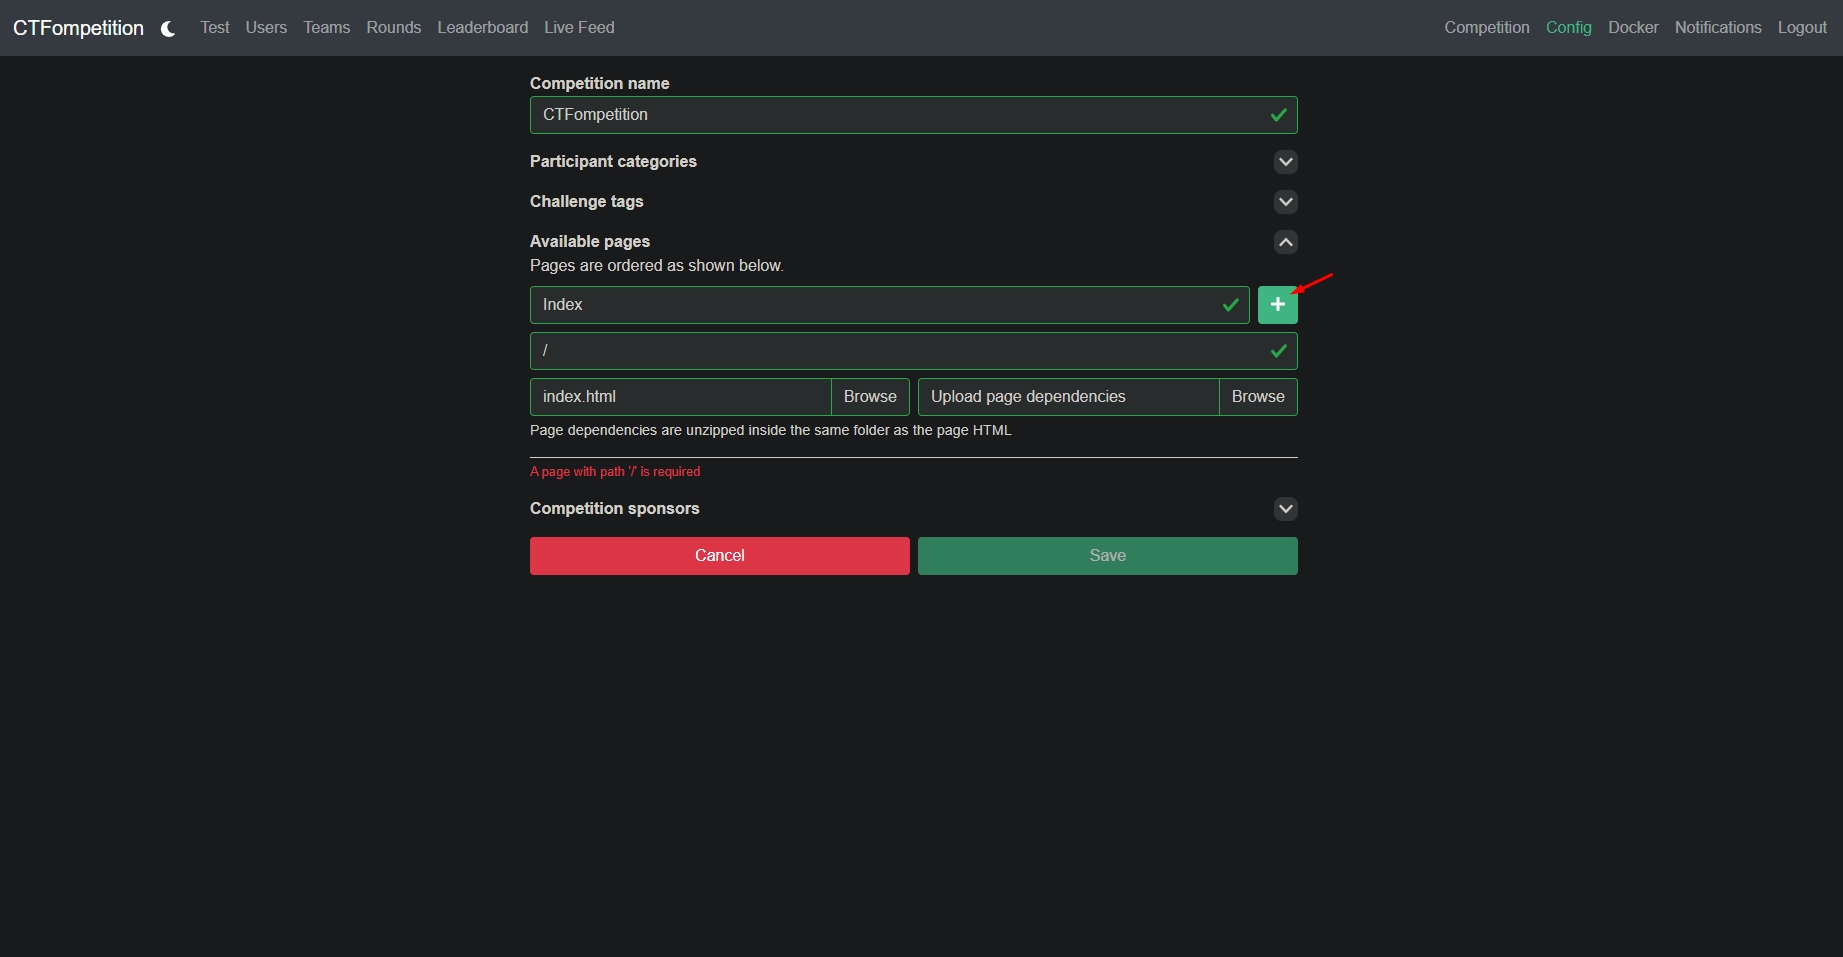 CTFompetition Test Users Teams Rounds Leaderboard Live Feed Competition Config Docker Notifications Logout
Competition name
CTFompetition
Participant categories
Challenge tags
Available pages
Pages are ordered as shown below.
Index
/
index.html Browse Upload page dependencies Browse
Page dependencies are unzipped inside the same folder as the page HTML
A page with path '/' is required
Competition sponsors
Cancel Save